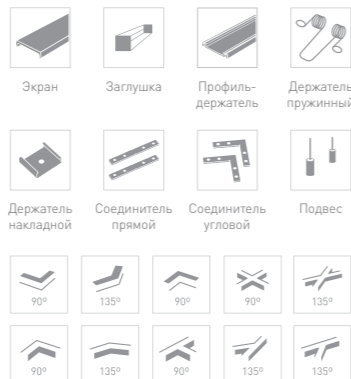 Экран Заглушка Профиль- Держатель
держатель пружинный
Держатель Соединитель Соединитель Подвес
накладной прямой угловой
90° 135° 90° 90° 135°
90° 135° 90° 135° 135°